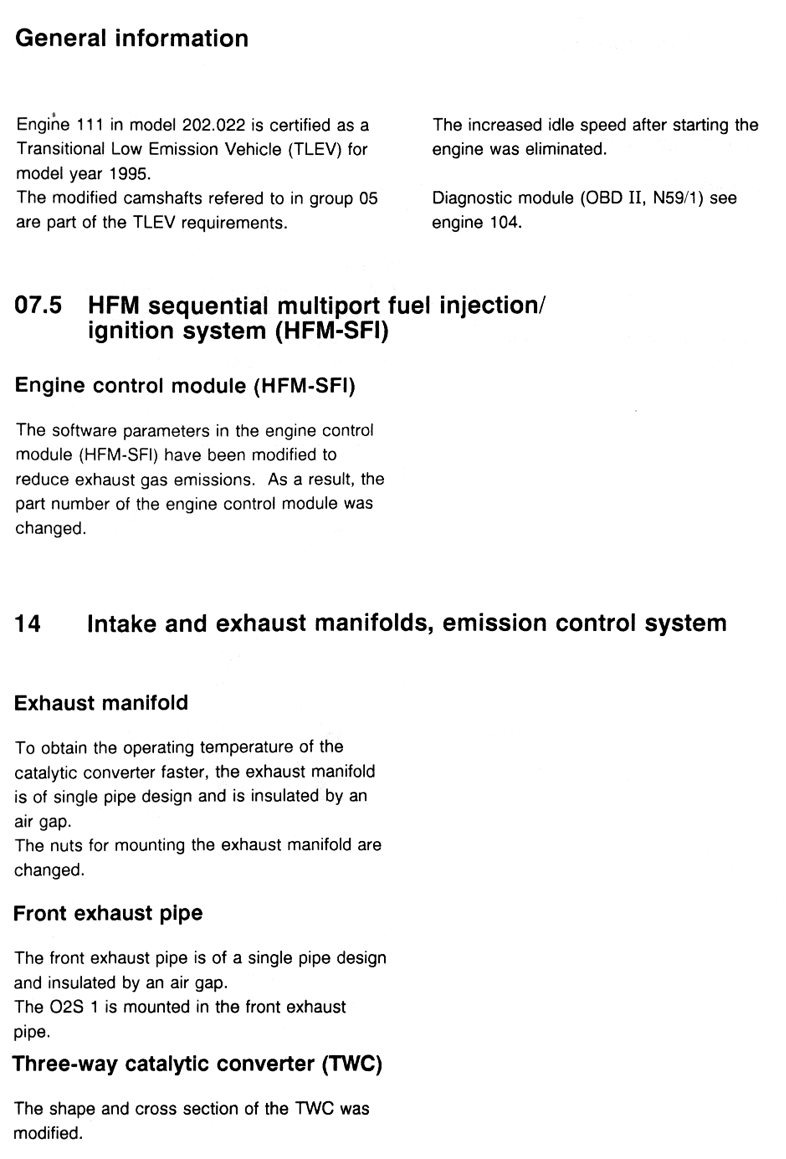 General information
Engine 111 in model 202.022 is certified as a
Transitional Low Emission Vehicle (TLEV) for
model year 1995.
The modified camshafts refered to in group 05
are part of the TLEV requirements.
The increased idle speed after starting the
engine was eliminated.
Diagnostic module (OBD II, N59/1) see
engine 104.
07.5 HFM sequential multiport fuel injection/
ignition system (HFM-SFI)
Engine control module (HFM-SFI)
The software parameters in the engine control
module (HFM-SFI) have been modified to
reduce exhaust gas emissions. As a result, the
part number of the engine control module was
changed.
14 Intake and exhaust manifolds, emission control system
Exhaust manifold
To obtain the operating temperature of the
catalytic converter faster, the exhaust manifold
is of single pipe design and is insulated by an
air gap.
The nuts for mounting the exhaust manifold are
changed.
Front exhaust pipe
The front exhaust pipe is of a single pipe design
and insulated by an air gap.
The O2S 1 is mounted in the front exhaust
pipe.
Three-way catalytic converter (TWC)
The shape and cross section of the TWC was
modified.